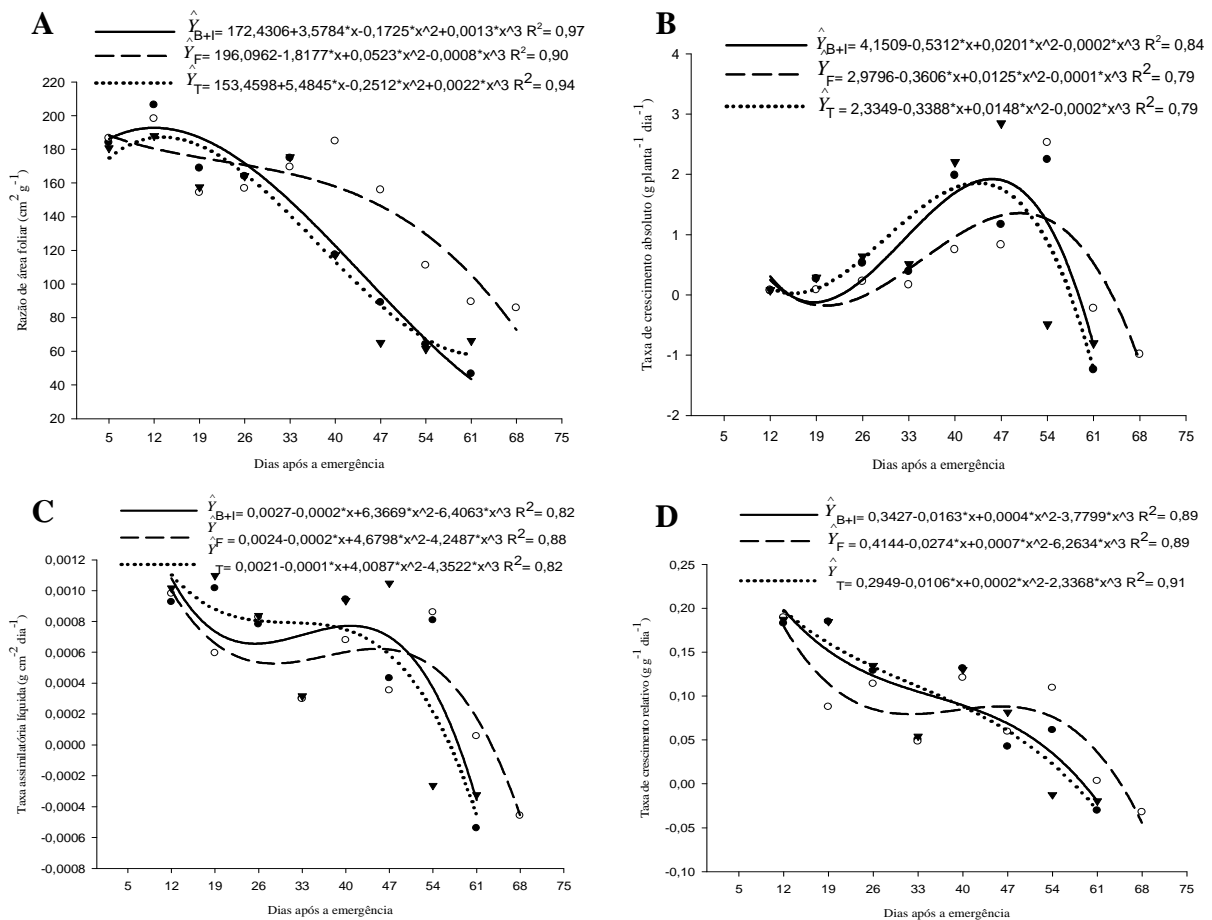 A
Ŷ B+I= 172,4306+3,5784*x-0,1725*x^2+0,0013*x^3 R²= 0,97
Ŷ F= 196,0962-1,8177*x+0,0523*x^2-0,0008*x^3 R²= 0,90
Ŷ T= 153,4598+5,4845*x-0,2512*x^2+0,0022*x^3 R²= 0,94
Razão de área foliar (cm² g⁻¹)
220
200
180
160
140
120
100
80
60
40
20
5 12 19 26 33 40 47 54 61 68 75
Dias após a emergência
B
Ŷ B+I= 4,1509-0,5312*x+0,0201*x^2-0,0002*x^3 R²= 0,84
Ŷ F= 2,9796-0,3606*x+0,0125*x^2-0,0001*x^3 R²= 0,79
Ŷ T= 2,3349-0,3388*x+0,0148*x^2-0,0002*x^3 R²= 0,79
Taxa de crescimento absoluto (g planta⁻¹ dia⁻¹)
4
3
2
1
0
-1
-2
5 12 19 26 33 40 47 54 61 68 75
Dias após a emergência
C
Ŷ B+I= 0,0027-0,0002*x+6,3669*x^2-6,4063*x^3 R²= 0,82
Ŷ F= 0,0024-0,0002*x+4,6798*x^2-4,2487*x^3 R²= 0,88
Ŷ T= 0,0021-0,0001*x+4,0087*x^2-4,3522*x^3 R²= 0,82
Taxa assimilatória líquida (g cm⁻² dia⁻¹)
0,0012
0,0010
0,0008
0,0006
0,0004
0,0002
0,0000
-0,0002
-0,0004
-0,0006
-0,0008
5 12 19 26 33 40 47 54 61 68 75
Dias após a emergência
D
Ŷ B+I= 0,3427-0,0163*x+0,0004*x^2-3,7799*x^3 R²= 0,89
Ŷ F= 0,4144-0,0274*x+0,0007*x^2-6,2634*x^3 R²= 0,89
Ŷ T= 0,2949-0,0106*x+0,0002*x^2-2,3368*x^3 R²= 0,91
Taxa de crescimento relativo (g g⁻¹ dia⁻¹)
0,25
0,20
0,15
0,10
0,05
0,00
-0,05
-0,10
5 12 19 26 33 40 47 54 61 68 75
Dias após a emergência